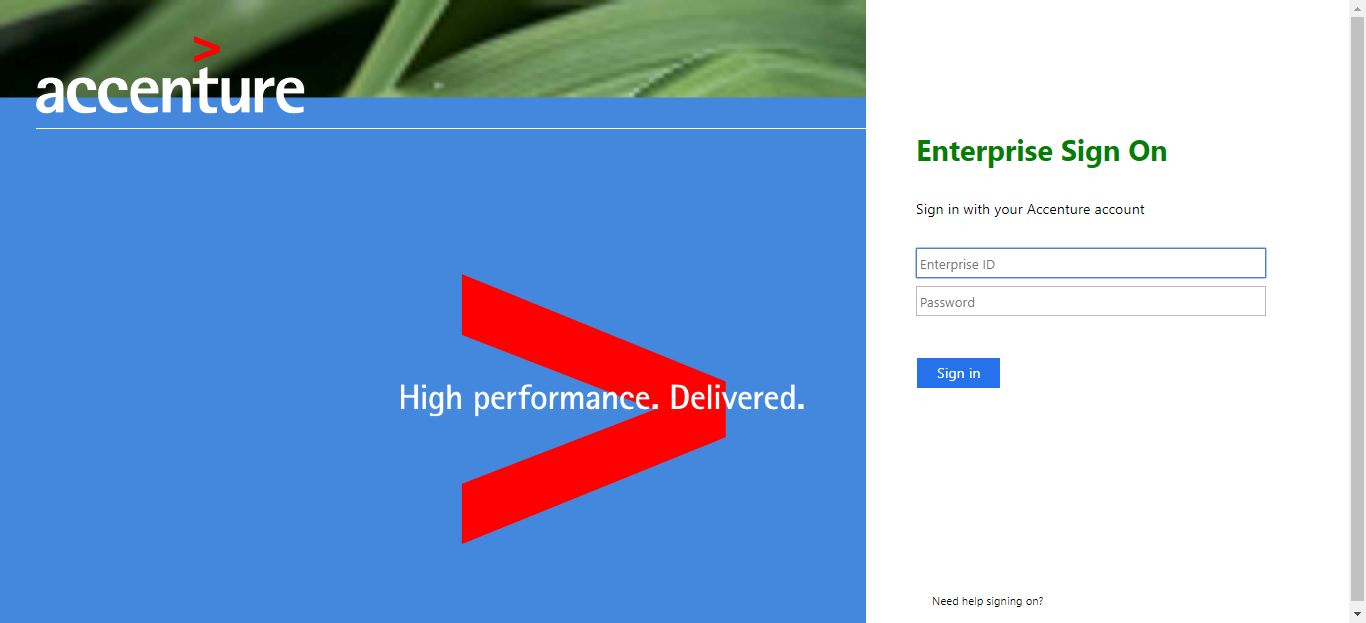 >
accenture
High performance. Delivered.
Enterprise Sign On
Sign in with your Accenture account
Enterprise ID
Password
Sign in
Need help signing on?